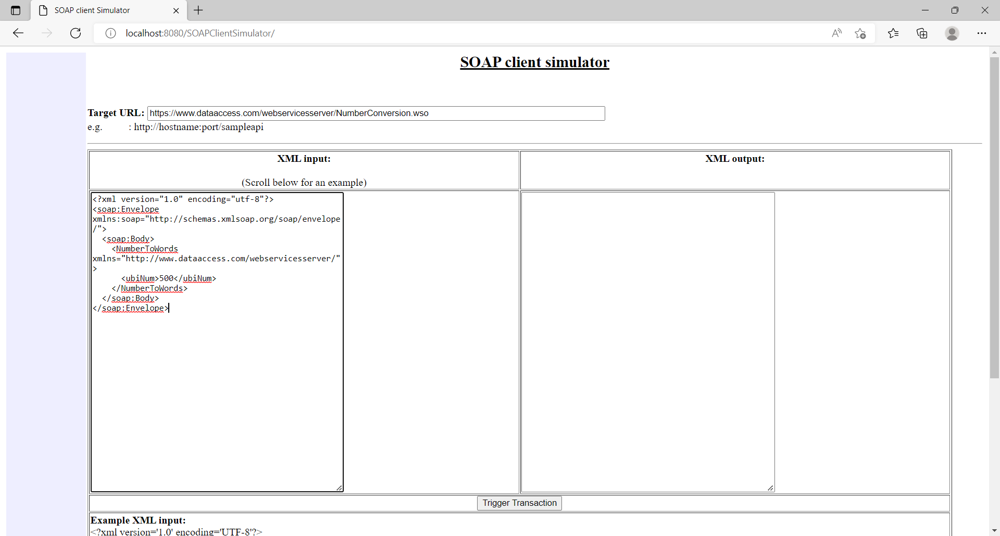 SOAP client Simulator
localhost:8080/SOAPClientSimulator/
SOAP client simulator
Target URL: https://www.dataaccess.com/webservicesserver/NumberConversion.wso
e.g. : http://hostname:port/sampleapi
XML input:
(Scroll below for an example)
XML output:
<?xml version="1.0" encoding="utf-8"?>
<soap:Envelope
xmlns:soap="http://schemas.xmlsoap.org/soap/envelope
/">
  <soap:Body>
    <NumberToWords
xmlns="http://www.dataaccess.com/webservicesserver/"
>
      <ubiNum>500</ubiNum>
    </NumberToWords>
  </soap:Body>
</soap:Envelope>
Trigger Transaction
Example XML input:
<?xml version='1.0' encoding='UTF-8'?>